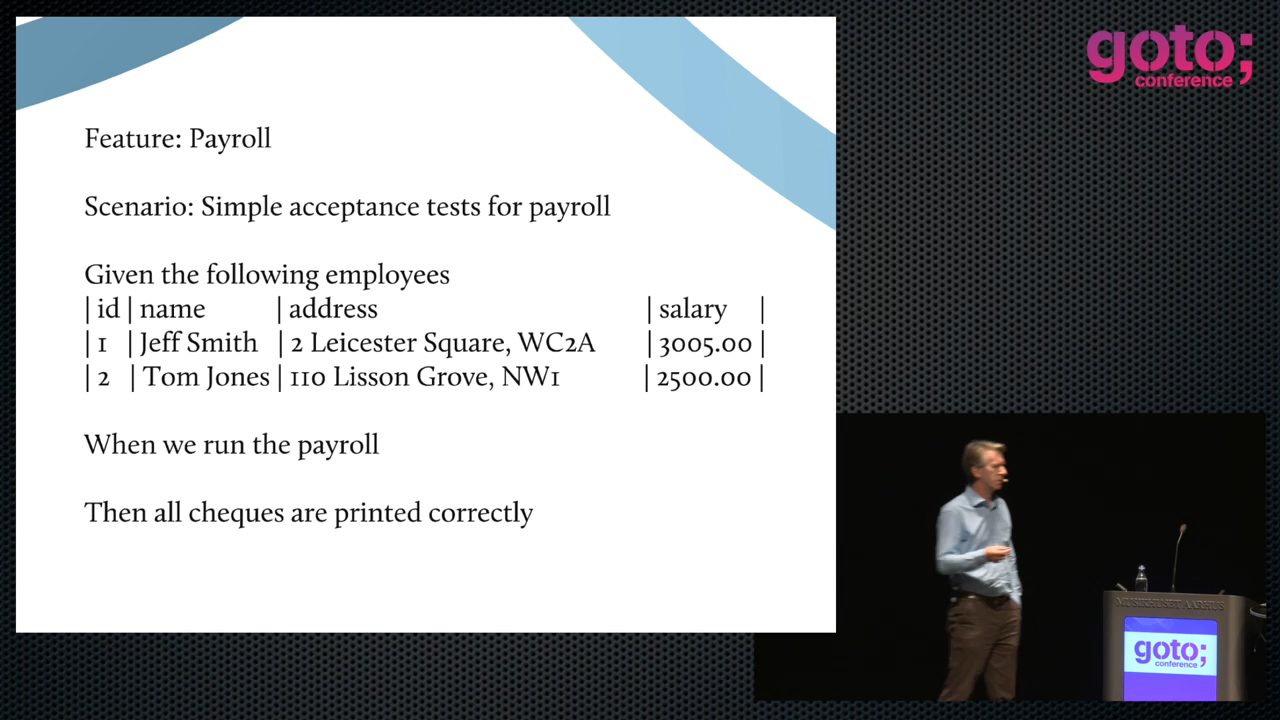 goto;
conference
Feature: Payroll
Scenario: Simple acceptance tests for payroll
Given the following employees
| id | name | address | salary |
| 1 | Jeff Smith | 2 Leicester Square, WC2A | 3005.00 |
| 2 | Tom Jones | 110 Lisson Grove, NW1 | 2500.00 |
When we run the payroll
Then all cheques are printed correctly
MUSIKHUSET AARHUS
goto;
conference